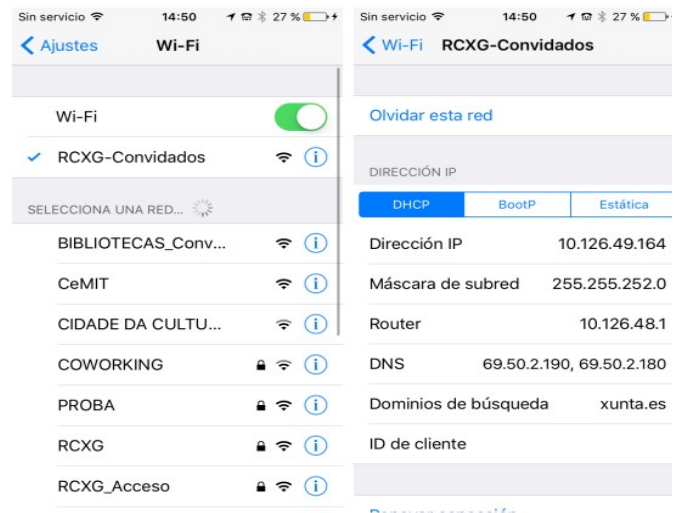 Sin servicio 14:50 27 %
Ajustes Wi-Fi
Wi-Fi
RCXG-Convidados
SELECCIONA UNA RED...
BIBLIOTECAS_Conv...
CeMIT
CIDADE DA CULTU...
COWORKING
PROBA
RCXG
RCXG_Acceso
Sin servicio 14:50 27 %
Wi-Fi RCXG-Convidados
Olvidar esta red
DIRECCIÓN IP
DHCP BootP Estática
Dirección IP 10.126.49.164
Máscara de subred 255.255.252.0
Router 10.126.48.1
DNS 69.50.2.190, 69.50.2.180
Dominios de búsqueda xunta.es
ID de cliente